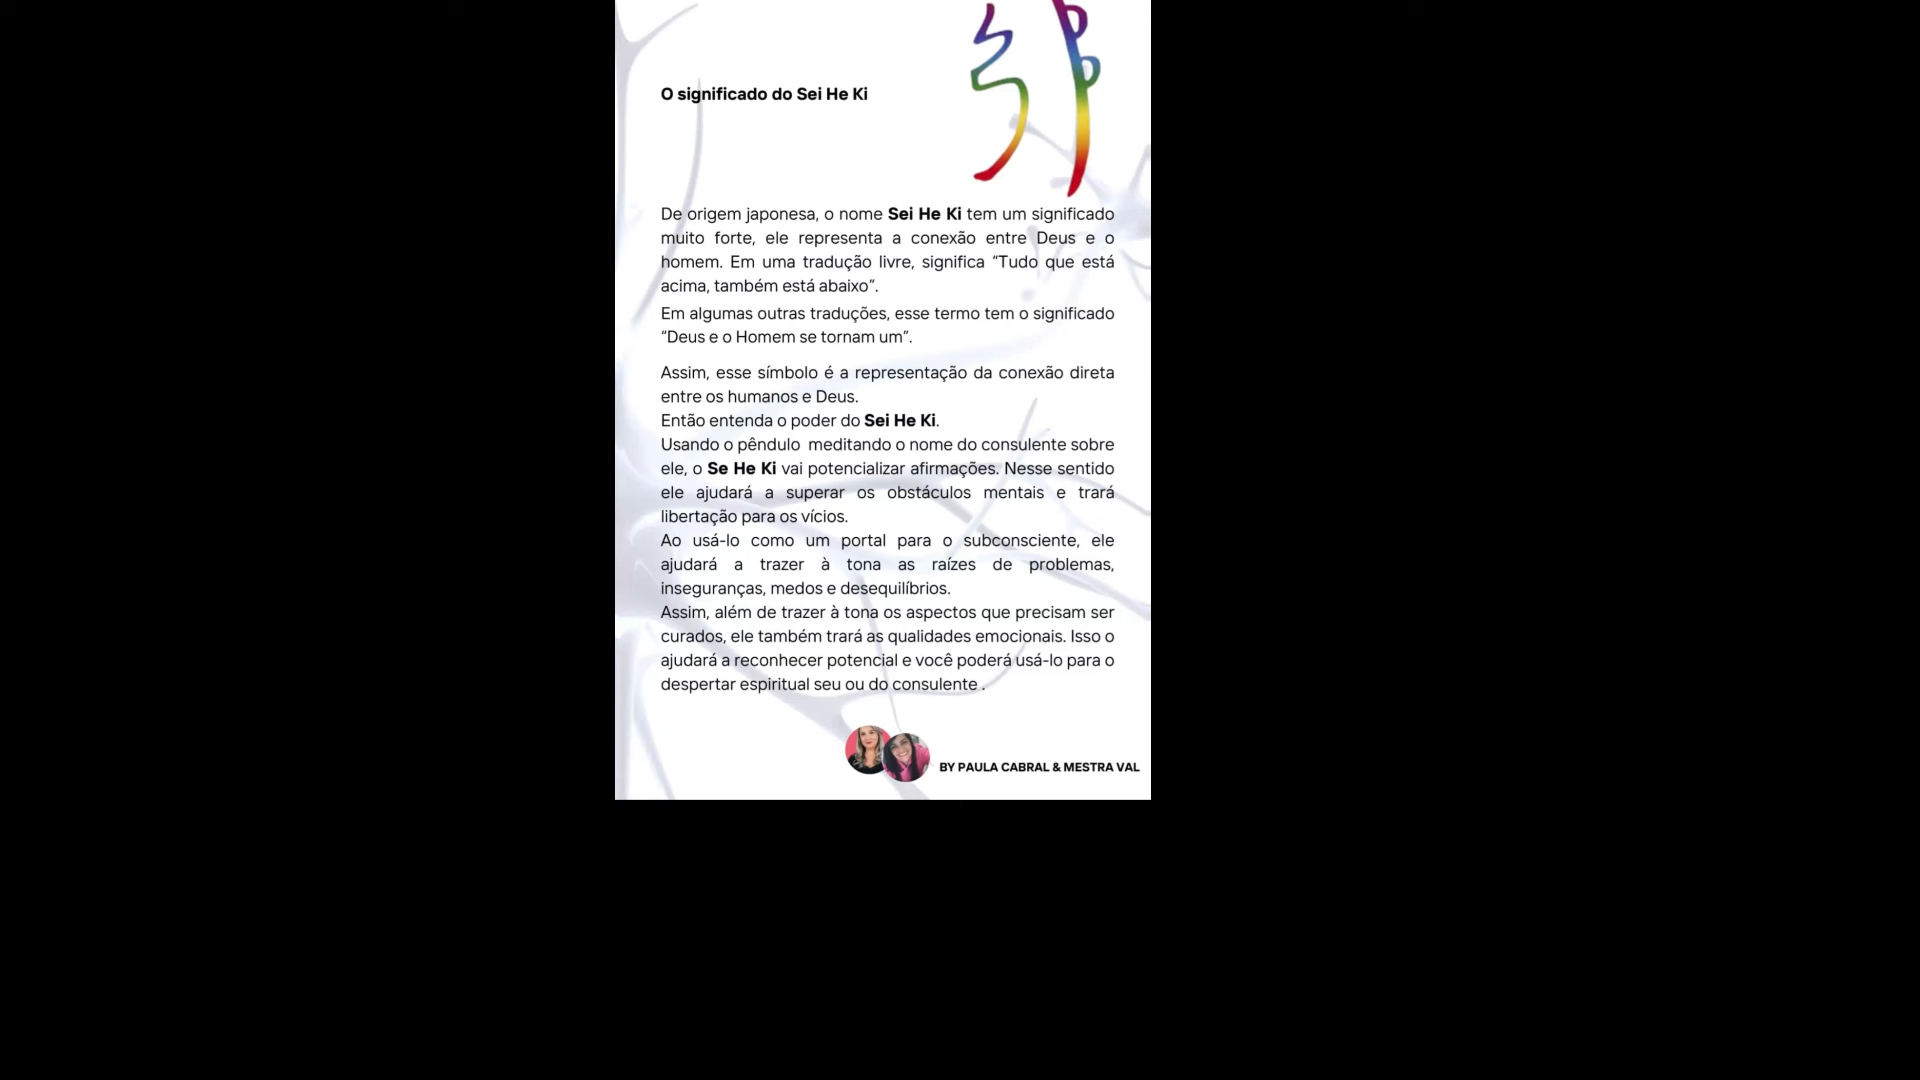 O significado do Sei He Ki
De origem japonesa, o nome Sei He Ki tem um significado
muito forte, ele representa a conexão entre Deus e o
homem. Em uma tradução livre, significa “Tudo que está
acima, também está abaixo”.
Em algumas outras traduções, esse termo tem o significado
“Deus e o Homem se tornam um”.
Assim, esse símbolo é a representação da conexão direta
entre os humanos e Deus.
Então entenda o poder do Sei He Ki.
Usando o pêndulo  meditando o nome do consulente sobre
ele, o Se He Ki vai potencializar afirmações. Nesse sentido
ele ajudará a superar os obstáculos mentais e trará
libertação para os vícios.
Ao usá-lo como um portal para o subconsciente, ele
ajudará a trazer à tona as raízes de problemas,
inseguranças, medos e desequilíbrios.
Assim, além de trazer à tona os aspectos que precisam ser
curados, ele também trará as qualidades emocionais. Isso o
ajudará a reconhecer potencial e você poderá usá-lo para o
despertar espiritual seu ou do consulente .
BY PAULA CABRAL & MESTRA VAL